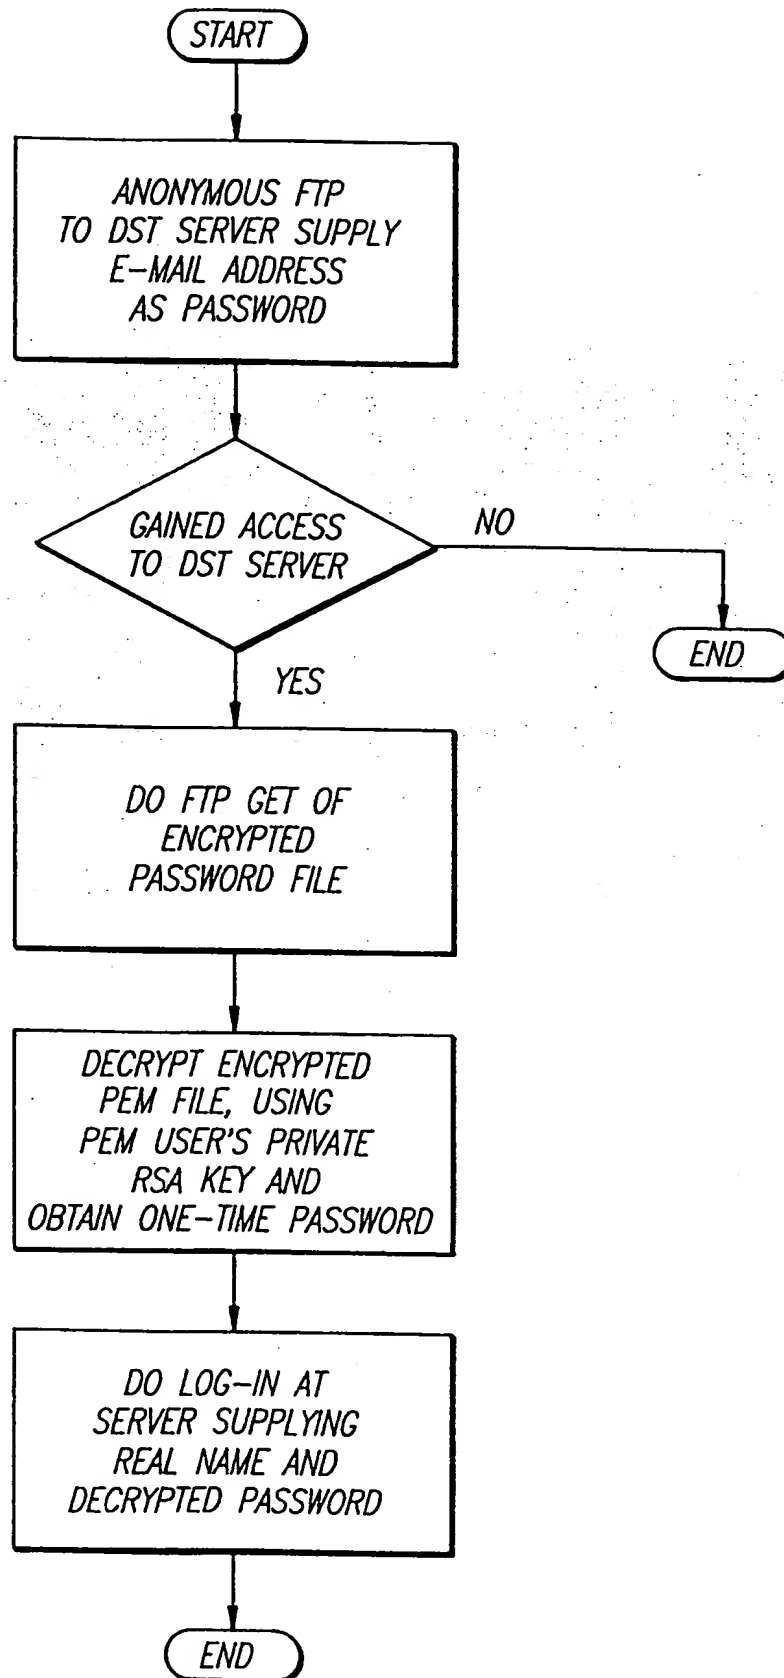 START
ANONYMOUS FTP
TO DST SERVER SUPPLY
E-MAIL ADDRESS
AS PASSWORD
GAINED ACCESS
TO DST SERVER
NO
END
YES
DO FTP GET OF
ENCRYPTED
PASSWORD FILE
DECRYPT ENCRYPTED
PEM FILE, USING
PEM USER'S PRIVATE
RSA KEY AND
OBTAIN ONE-TIME PASSWORD
DO LOG-IN AT
SERVER SUPPLYING
REAL NAME AND
DECRYPTED PASSWORD
END